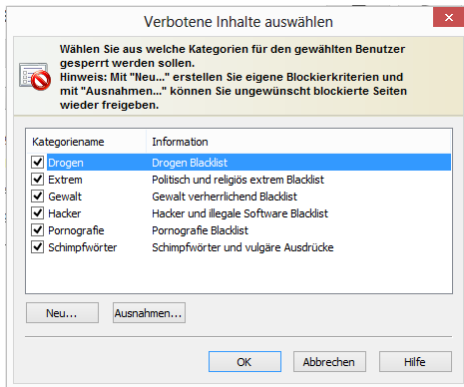 Verbotene Inhalte auswählen
Wählen Sie aus welche Kategorien für den gewählten Benutzer
gesperrt werden sollen.
Hinweis: Mit "Neu..." erstellen Sie eigene Blockierkriterien und
mit "Ausnahmen..." können Sie ungewünscht blockierte Seiten
wieder freigeben.
Kategoriename Information
Drogen Drogen Blacklist
Extrem Politisch und religiös extrem Blacklist
Gewalt Gewalt verherrlichend Blacklist
Hacker Hacker und illegale Software Blacklist
Pornografie Pornografie Blacklist
Schimpfwörter Schimpfwörter und vulgäre Ausdrücke
Neu... Ausnahmen...
OK Abbrechen Hilfe